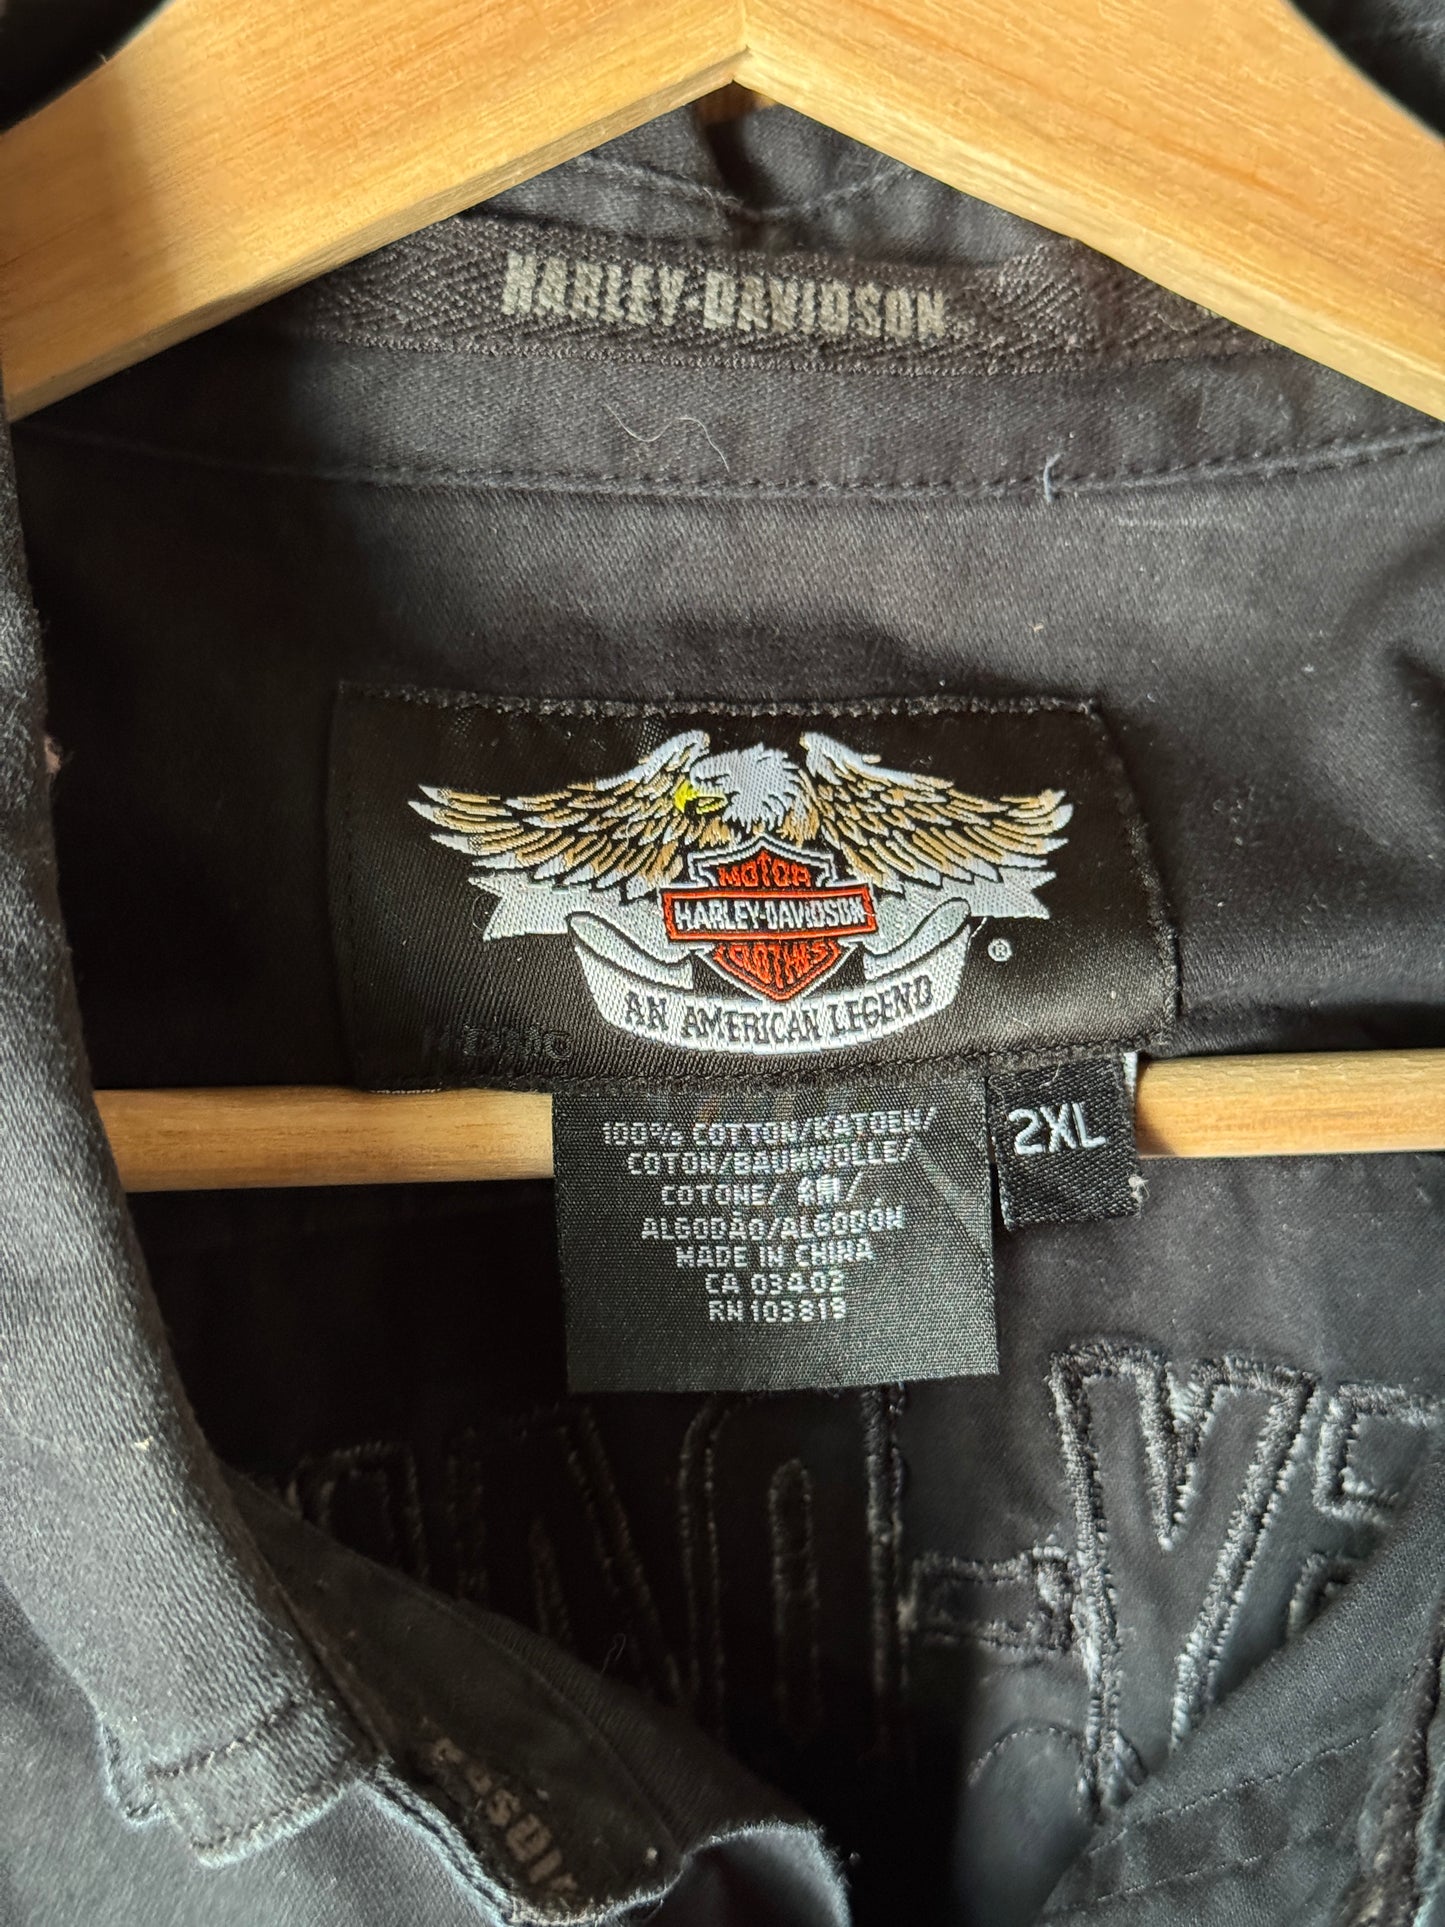 HARLEY-DAVIDSON
MOTOR
HARLEY-DAVIDSON
CLOTHES
®
AN AMERICAN LEGEND
2XL
100% COTTON/KATOEN/
COTON/BAUMWOLLE/
COTONE/ 綿/
ALGODÃO/ALGODÓN
MADE IN CHINA
CA 03402
RN 103819